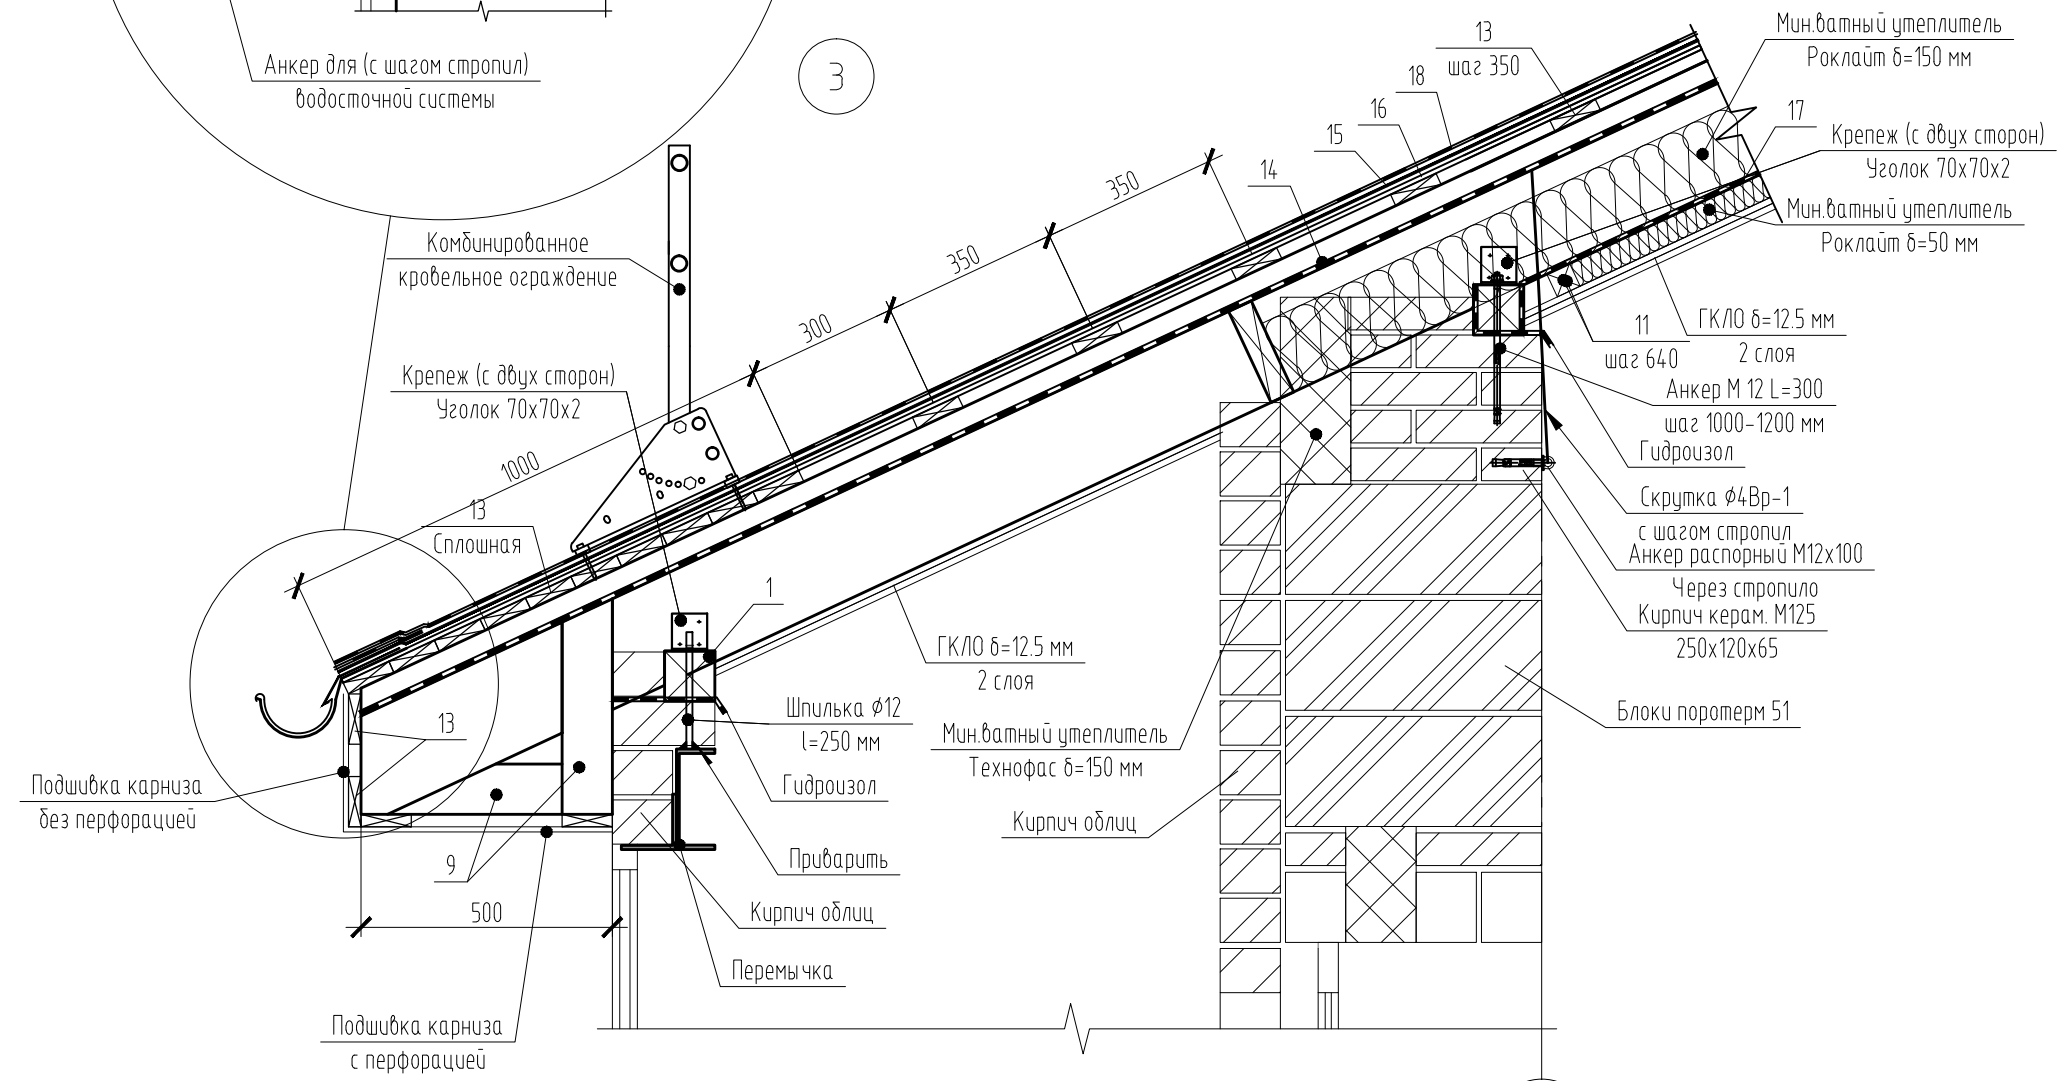 Анкер для (с шагом стропил)
водосточной системы
3
13
шаг 350
18
16
15
14
Мин.ватный утеплитель
Роклайт δ=150 мм
17
Крепеж (с двух сторон)
Уголок 70х70х2
Мин.ватный утеплитель
Роклайт δ=50 мм
Комбинированное
кровельное ограждение
350
350
300
1000
ГКЛО δ=12.5 мм
2 слоя
11
шаг 640
Крепеж (с двух сторон)
Уголок 70х70х2
Анкер М 12 L=300
шаг 1000-1200 мм
Гидроизол
13
Сплошная
Скрутка ϕ4Вр-1
с шагом стропил
Анкер распорный М12х100
Через стропило
Кирпич керам. М125
250х120х65
1
ГКЛО δ=12.5 мм
2 слоя
Шпилька ϕ12
l=250 мм
Блоки поротерм 51
13
Мин.ватный утеплитель
Технофас δ=150 мм
Подшивка карниза
без перфорацией
Гидроизол
Кирпич облиц
9
Приварить
500
Кирпич облиц
Перемычка
Подшивка карниза
с перфорацией